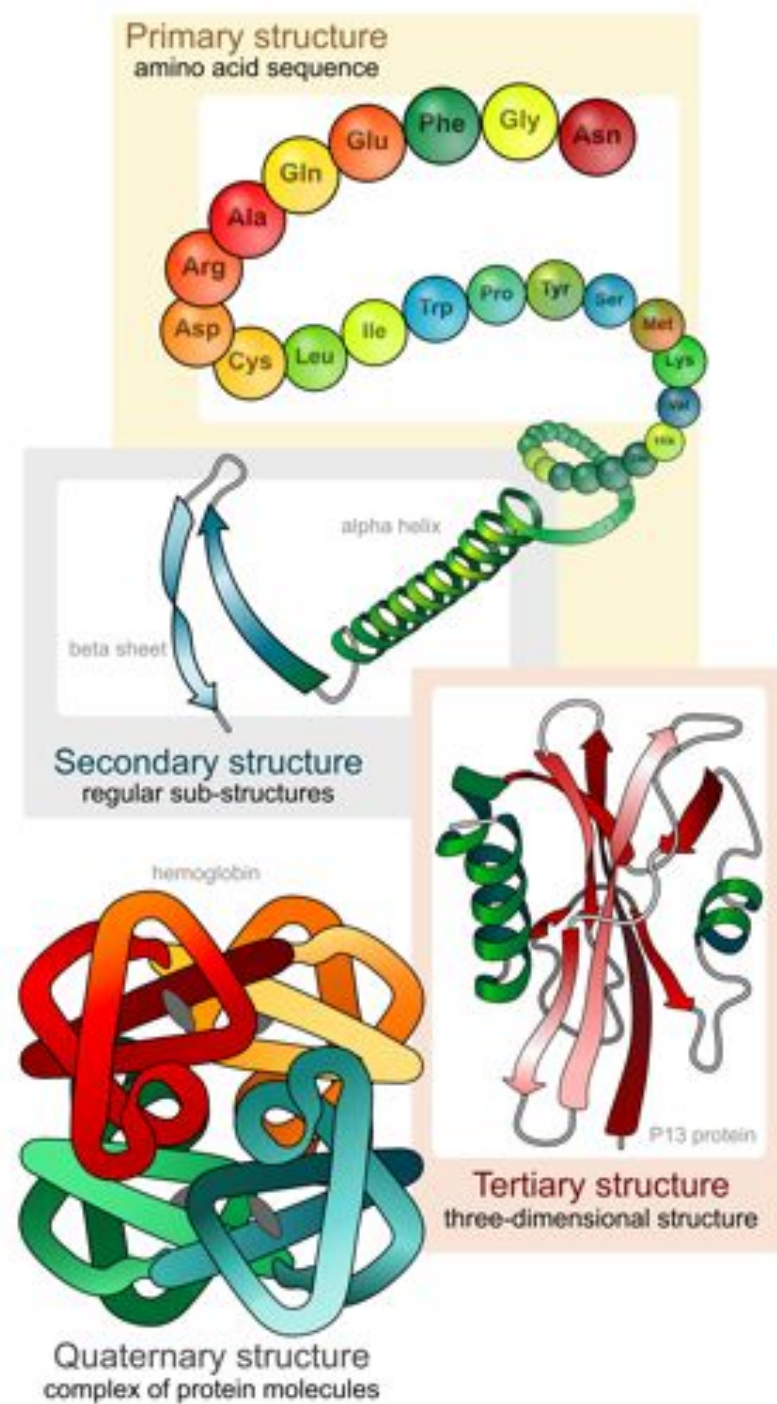 Primary structure
amino acid sequence
Asn
Gly
Phe
Glu
Gln
Ala
Arg
Asp
Cys
Leu
Ile
Trp
Pro
Tyr
Ser
Met
Lys
Val
His
alpha helix
beta sheet
Secondary structure
regular sub-structures
P13 protein
Tertiary structure
three-dimensional structure
hemoglobin
Quaternary structure
complex of protein molecules